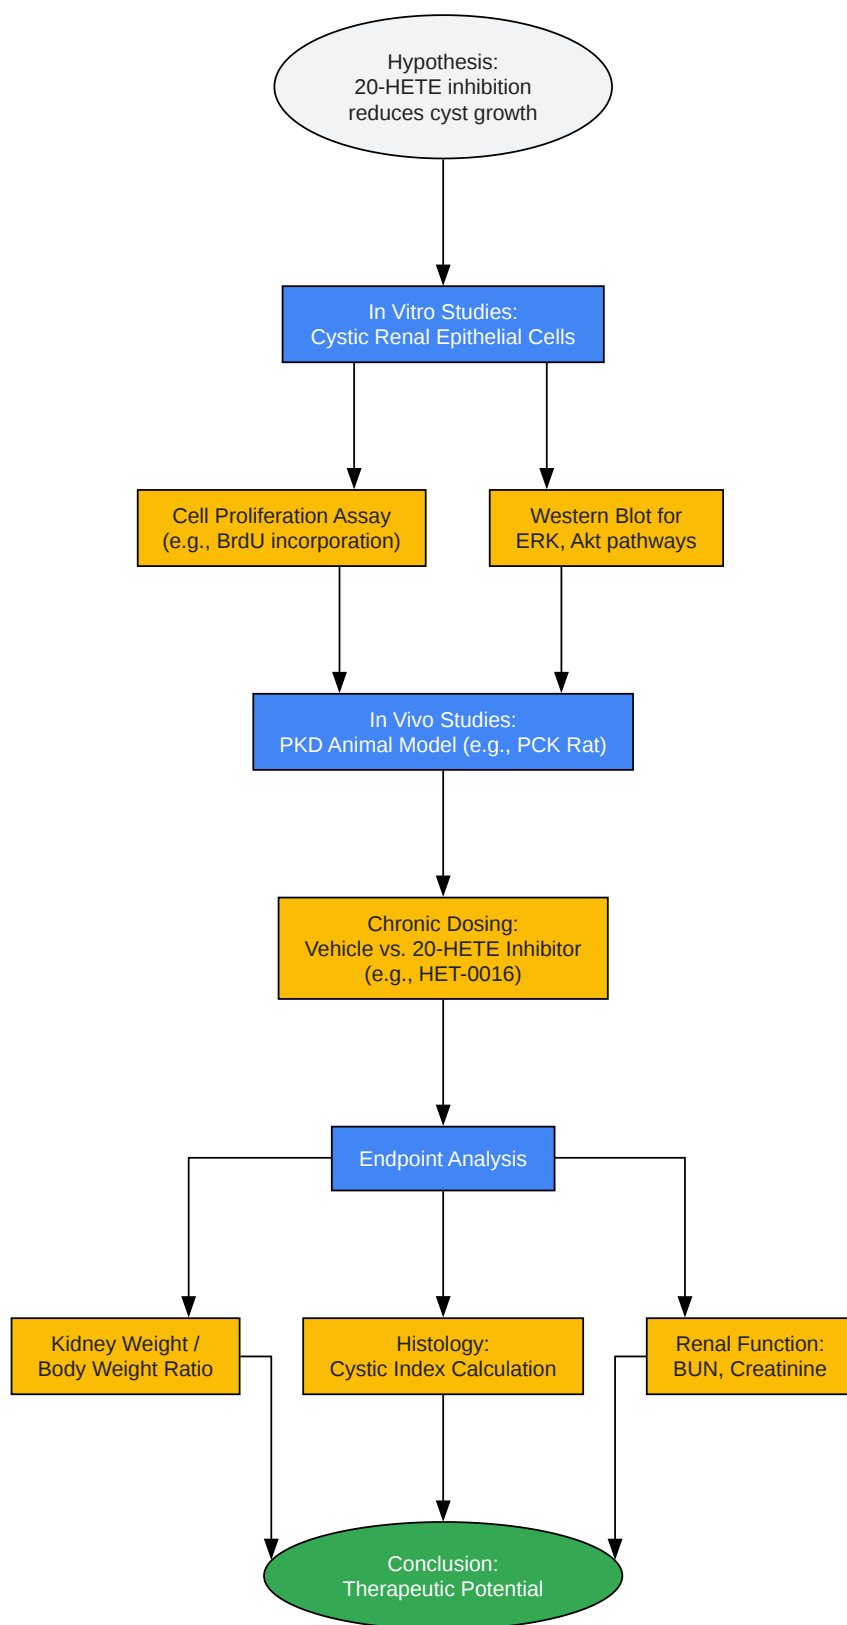 Hypothesis:
20-HETE inhibition
reduces cyst growth
In Vitro Studies:
Cystic Renal Epithelial Cells
Cell Proliferation Assay
(e.g., BrdU incorporation)
Western Blot for
ERK, Akt pathways
In Vivo Studies:
PKD Animal Model (e.g., PCK Rat)
Chronic Dosing:
Vehicle vs. 20-HETE Inhibitor
(e.g., HET-0016)
Endpoint Analysis
Kidney Weight /
Body Weight Ratio
Histology:
Cystic Index Calculation
Renal Function:
BUN, Creatinine
Conclusion:
Therapeutic Potential